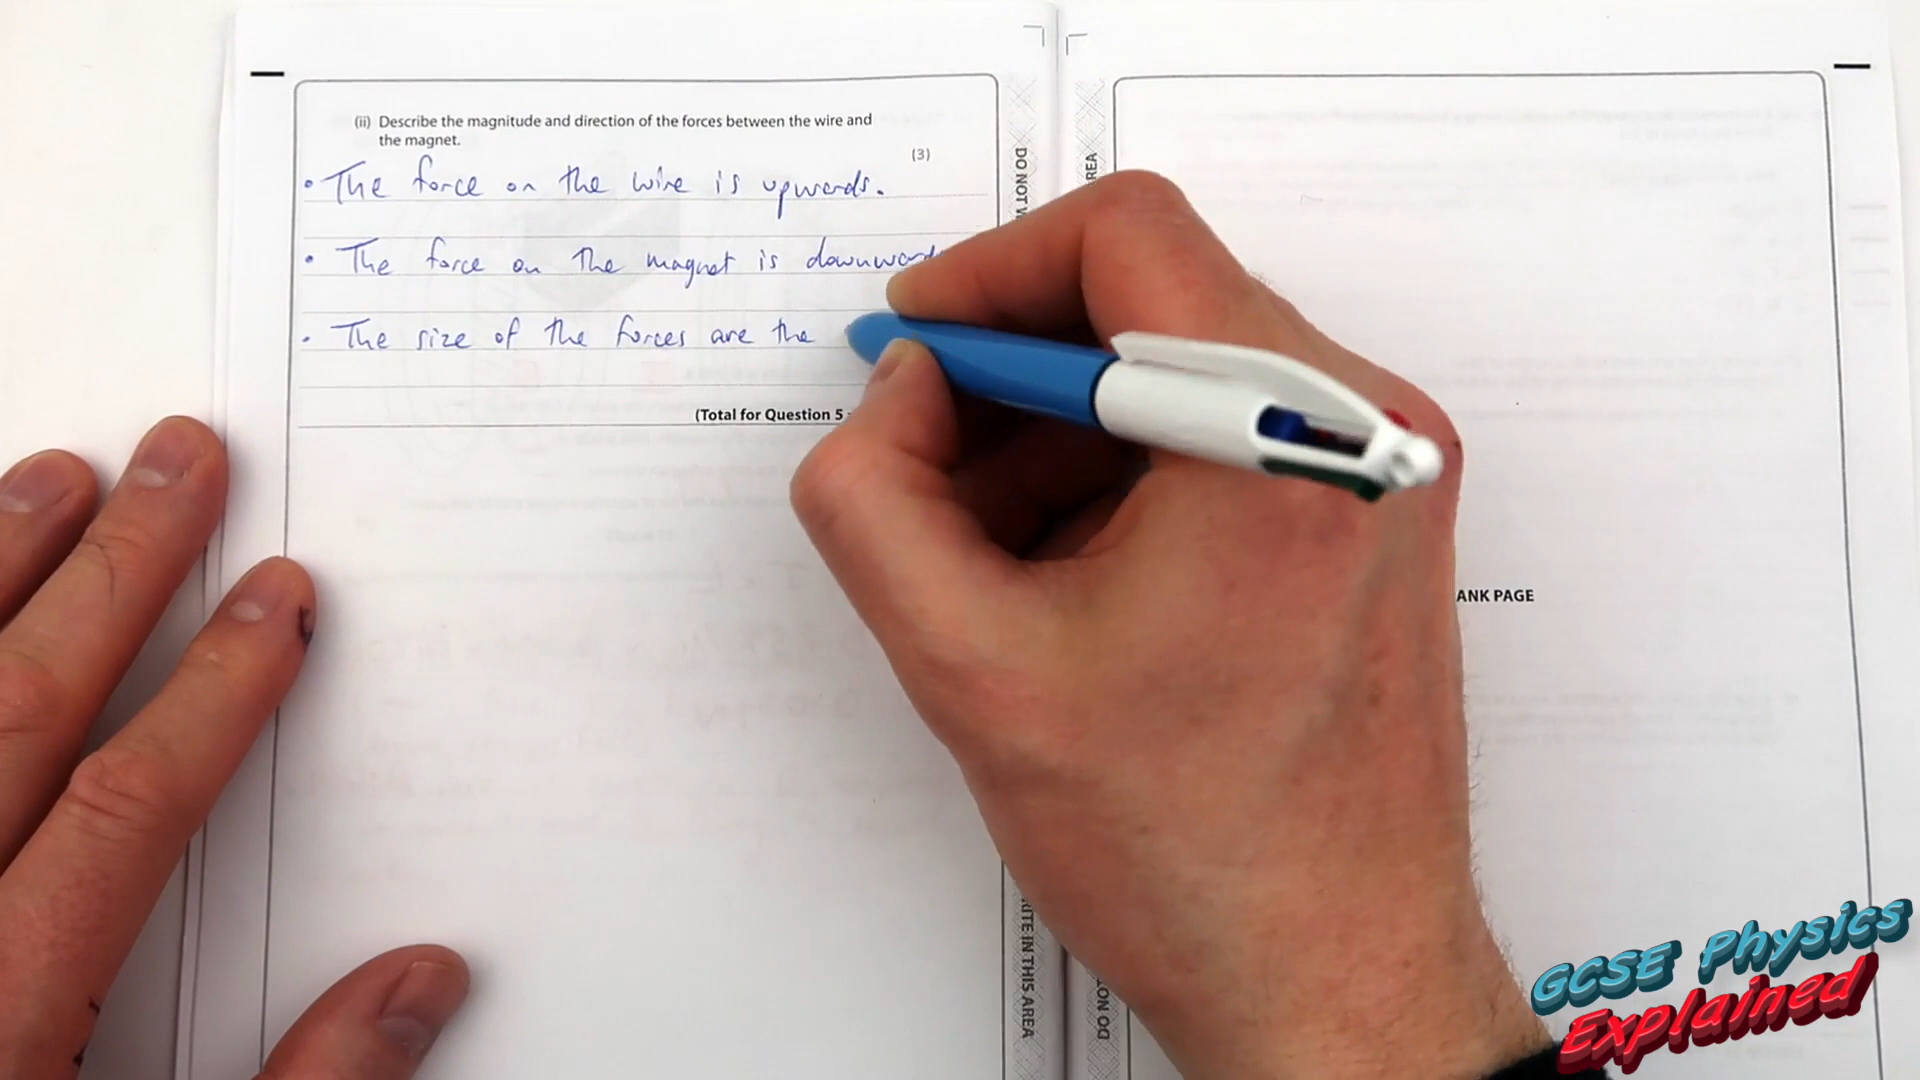 (ii) Describe the magnitude and direction of the forces between the wire and
the magnet.
(3)
• The force on the wire is upwards.
• The force on the magnet is downward
• The size of the forces are the
(Total for Question 5
DO NOT W
RITE IN THIS AREA
REA
DO NOT
ANK PAGE
GCSE Physics
Explained